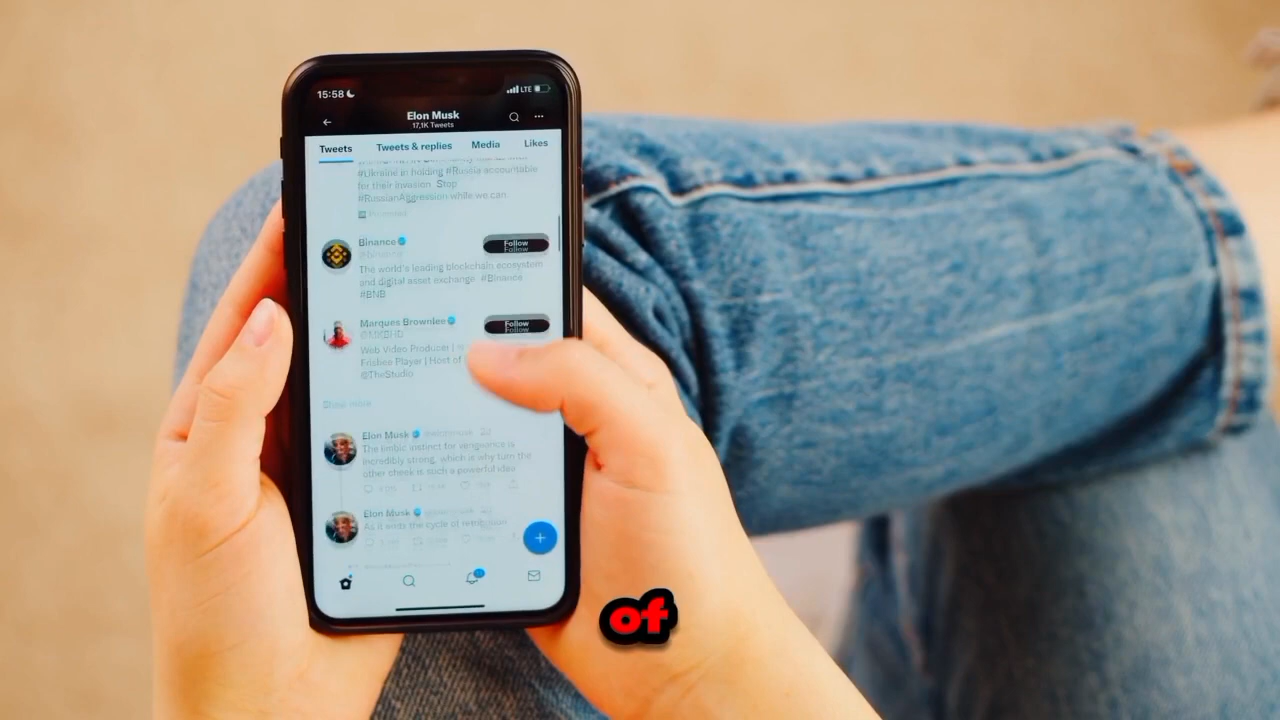 15:58
LTE
Elon Musk
17,1K Tweets
Tweets Tweets & replies Media Likes
#Ukraine in holding #Russia accountable
for their invasion Stop
#RussianAggression while we can.
Binance
Follow
The world's leading blockchain ecosystem
and digital asset exchange #Binance
#BNB
Marques Brownlee
Follow
@MKBHD
Web Video Producer |
Frisbee Player | Host of
@TheStudio
Show more
Elon Musk
The limbic instinct for vengeance is
incredibly strong, which is why turn the
other cheek is such a powerful idea
Elon Musk
As it ends the cycle of retribution
of